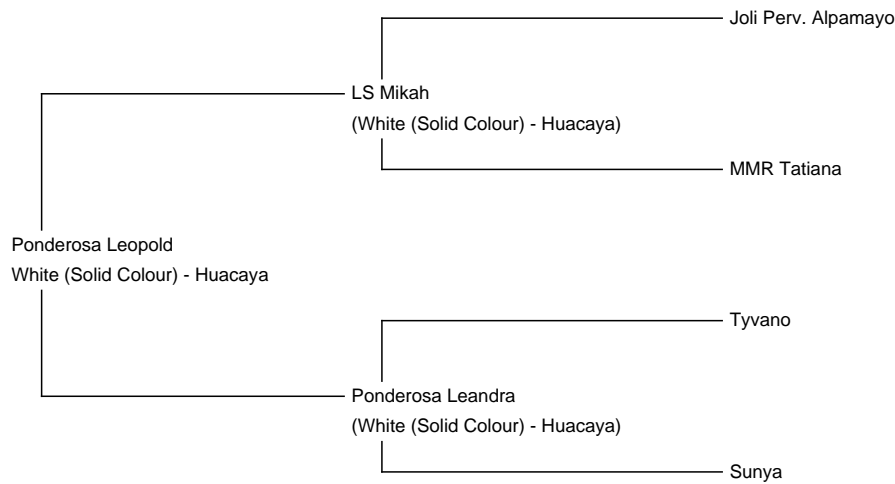 Joli Perv. Alpamayo
LS Mikah
(White (Solid Colour) - Huacaya)
MMR Tatiana
Ponderosa Leopold
White (Solid Colour) - Huacaya
Tyvano
Ponderosa Leandra
(White (Solid Colour) - Huacaya)
Sunya